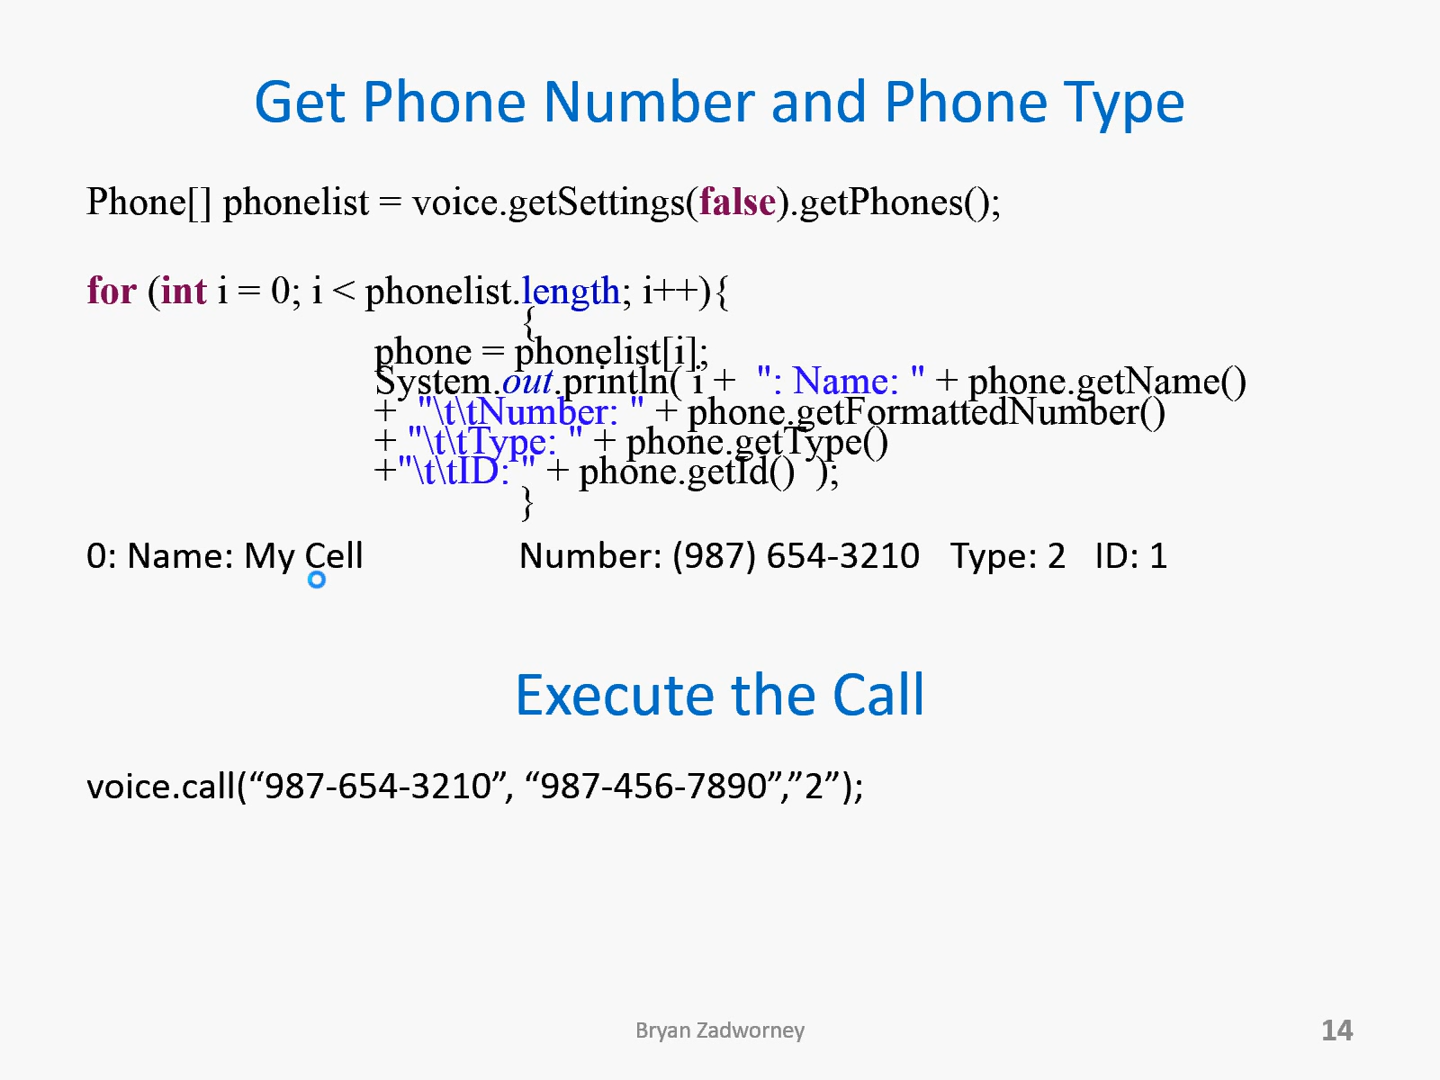 Get Phone Number and Phone Type
Phone[] phonelist = voice.getSettings(false).getPhones();
for (int i = 0; i < phonelist.length; i++){
{
phone = phonelist[i];
System.out.println( i +  ": Name: " + phone.getName()
+  "\t\tNumber: " + phone.getFormattedNumber()
+ "\t\tType: " + phone.getType()
+"\t\tID: " + phone.getId()  );
}
0: Name: My Cell Number: (987) 654-3210 Type: 2 ID: 1
Execute the Call
voice.call(“987-654-3210”, “987-456-7890”,”2”);
Bryan Zadworney
14